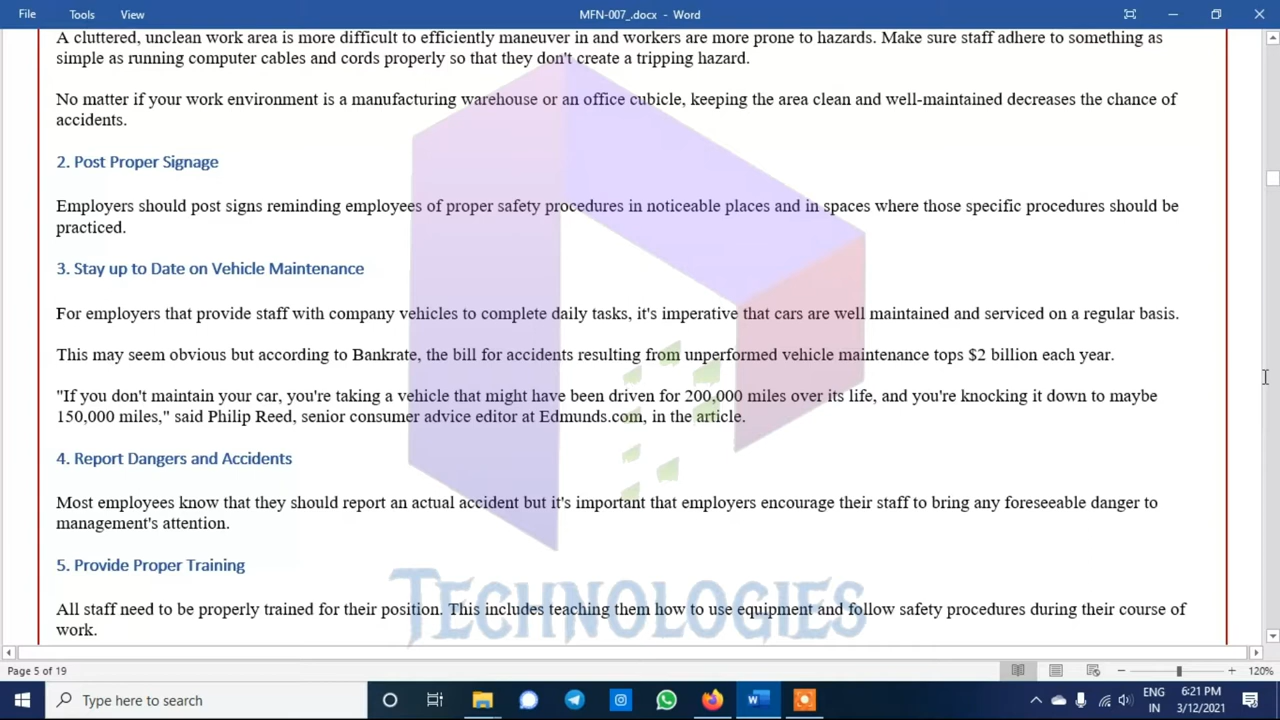 File Tools View MFN-007_.docx - Word
A cluttered, unclean work area is more difficult to efficiently maneuver in and workers are more prone to hazards. Make sure staff adhere to something as
simple as running computer cables and cords properly so that they don't create a tripping hazard.
No matter if your work environment is a manufacturing warehouse or an office cubicle, keeping the area clean and well-maintained decreases the chance of
accidents.
2. Post Proper Signage
Employers should post signs reminding employees of proper safety procedures in noticeable places and in spaces where those specific procedures should be
practiced.
3. Stay up to Date on Vehicle Maintenance
For employers that provide staff with company vehicles to complete daily tasks, it's imperative that cars are well maintained and serviced on a regular basis.
This may seem obvious but according to Bankrate, the bill for accidents resulting from unperformed vehicle maintenance tops $2 billion each year.
"If you don't maintain your car, you're taking a vehicle that might have been driven for 200,000 miles over its life, and you're knocking it down to maybe
150,000 miles," said Philip Reed, senior consumer advice editor at Edmunds.com, in the article.
4. Report Dangers and Accidents
Most employees know that they should report an actual accident but it's important that employers encourage their staff to bring any foreseeable danger to
management's attention.
5. Provide Proper Training
All staff need to be properly trained for their position. This includes teaching them how to use equipment and follow safety procedures during their course of
work.
TECHNOLOGIES
Page 5 of 19 120%
Type here to search ENG 6:21 PM
IN 3/12/2021